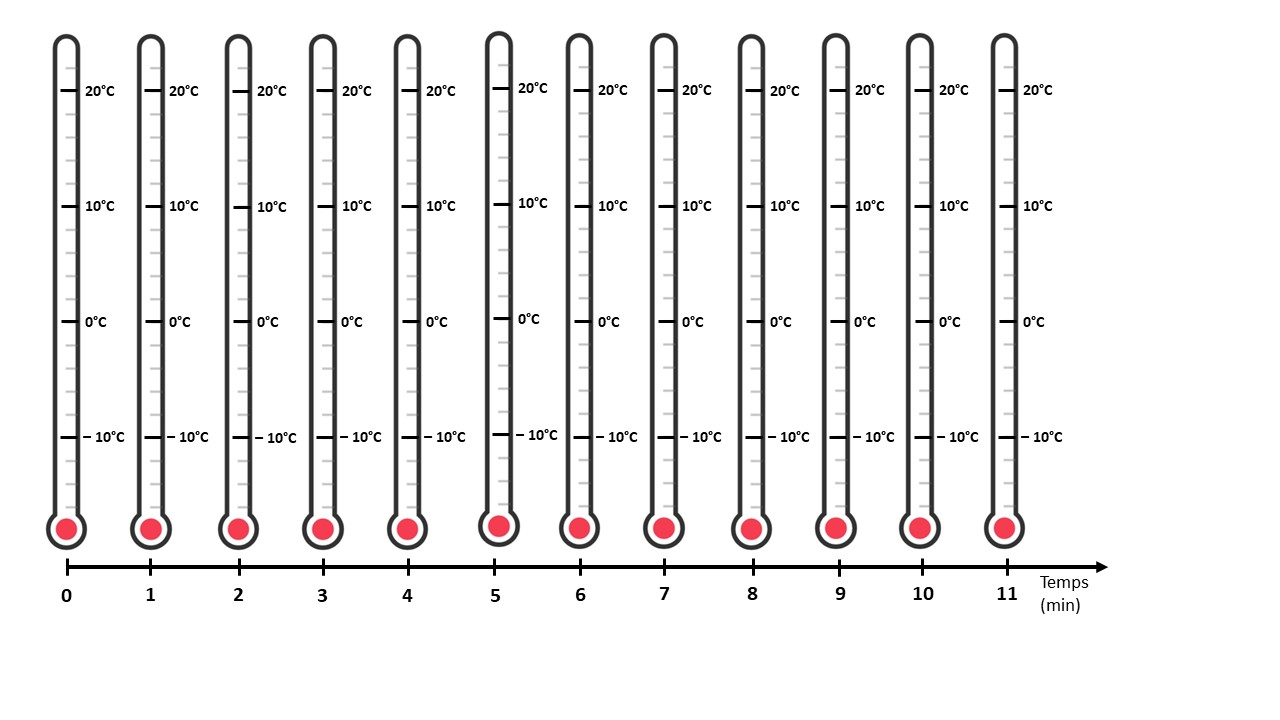 20°C 20°C 20°C 20°C 20°C 20°C 20°C 20°C 20°C 20°C 20°C 20°C
10°C 10°C 10°C 10°C 10°C 10°C 10°C 10°C 10°C 10°C 10°C 10°C
0°C 0°C 0°C 0°C 0°C 0°C 0°C 0°C 0°C 0°C 0°C 0°C
– 10°C – 10°C – 10°C – 10°C – 10°C – 10°C – 10°C – 10°C – 10°C – 10°C – 10°C – 10°C
0 1 2 3 4 5 6 7 8 9 10 11
Temps
(min)